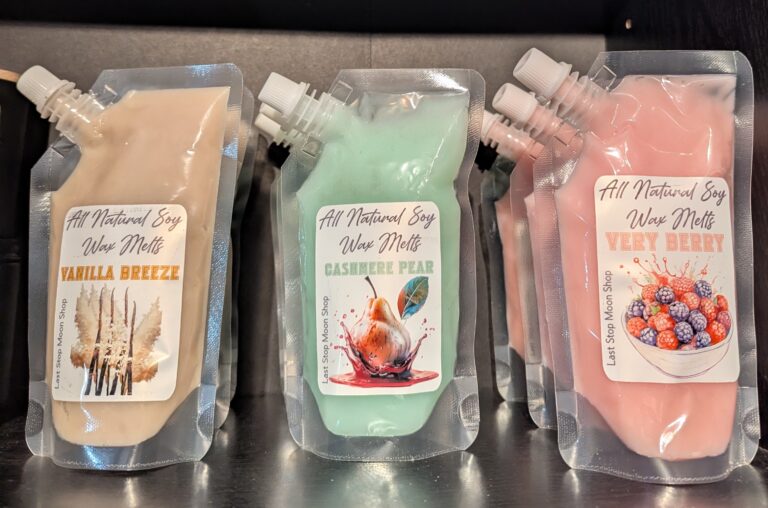 All Natural Soy
Wax Melts
VANILLA BREEZE
Last Stop Moon Shop
All Natural Soy
Wax Melts
CASHMERE PEAR
Last Stop Moon Shop
All Natural Soy
Wax Melts
VERY BERRY
Last Stop Moon Shop